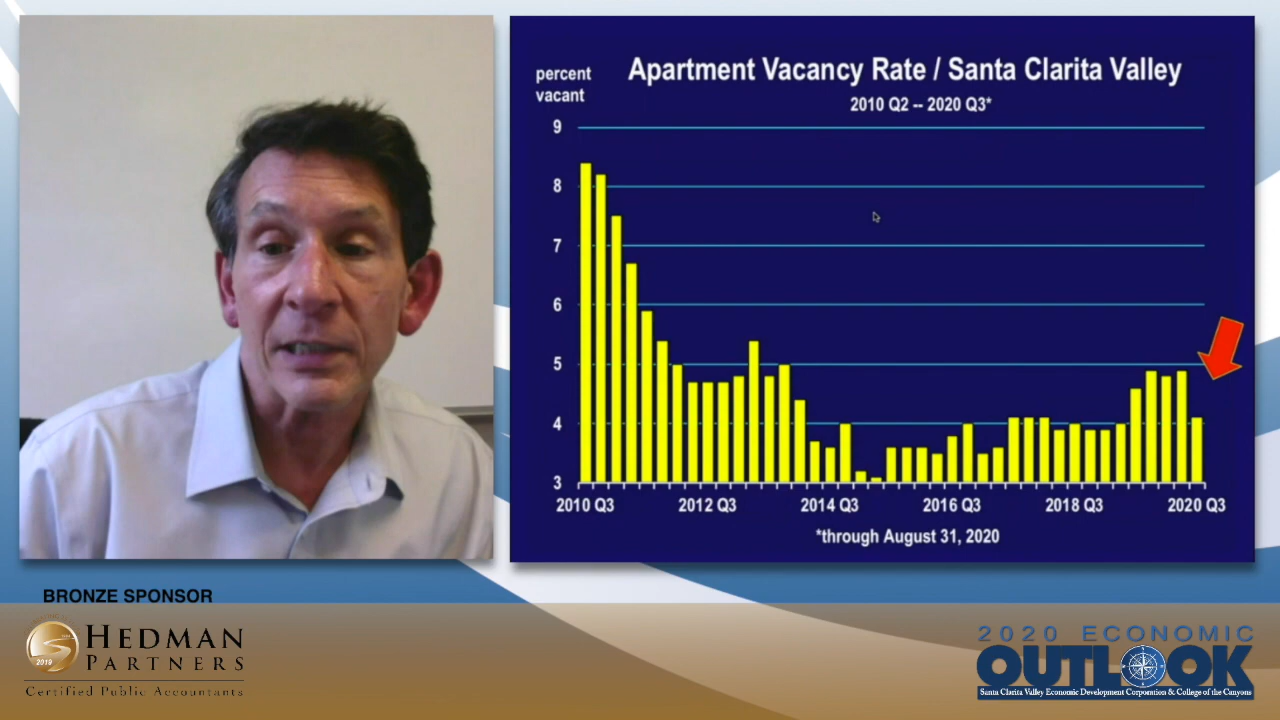 percent
vacant
Apartment Vacancy Rate / Santa Clarita Valley
2010 Q2 -- 2020 Q3*
9
8
7
6
5
4
3
2010 Q3
2012 Q3
2014 Q3
2016 Q3
2018 Q3
2020 Q3
*through August 31, 2020
BRONZE SPONSOR
2019
HEDMAN
PARTNERS
Certified Public Accountants
2020 ECONOMIC
OUTLOOK
Santa Clarita Valley Economic Development Corporation & College of the Canyons